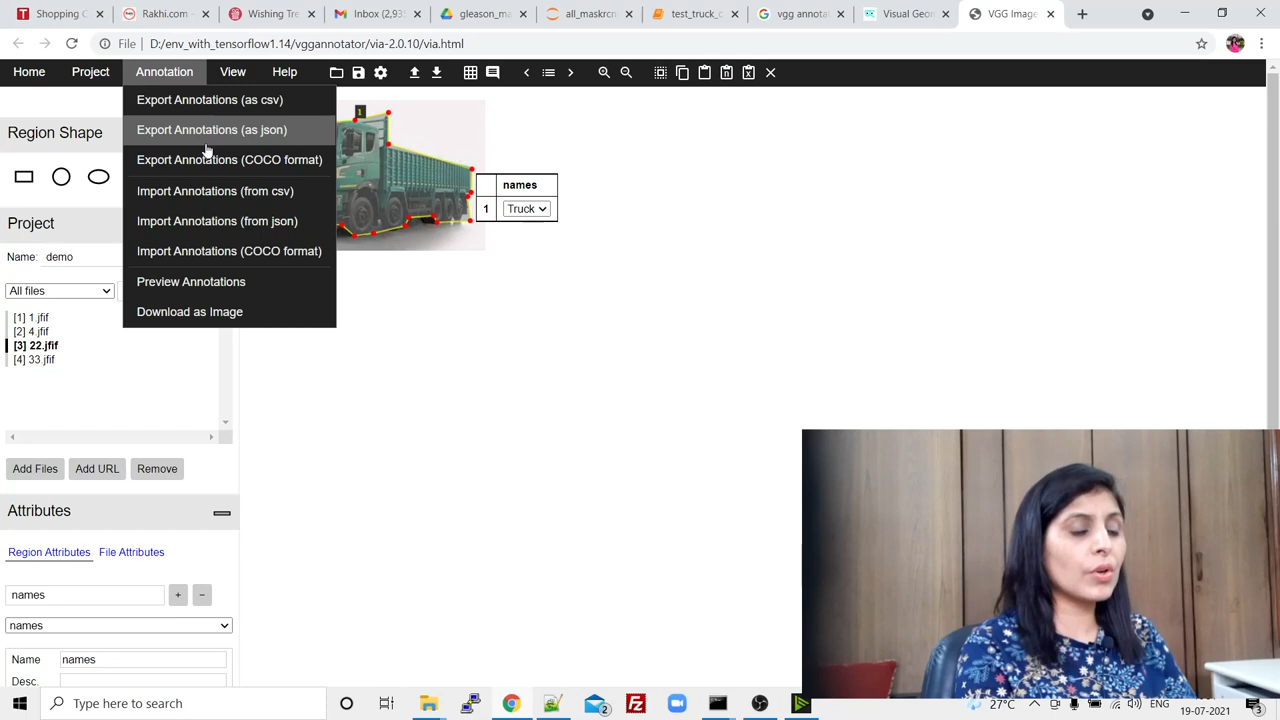 Shopping C
Rakhi.com -
Wishing Tree
Inbox (2,93
gleason_ma
all_maskrcn
test_truck_c
vgg annotat
Visual Geo
VGG Image
File D:/env_with_tensorflow1.14/vggannotator/via-2.0.10/via.html
Home Project Annotation View Help
Export Annotations (as csv)
Export Annotations (as json)
Export Annotations (COCO format)
Import Annotations (from csv)
Import Annotations (from json)
Import Annotations (COCO format)
Preview Annotations
Download as Image
1
names
1 Truck
Region Shape
Project
Name: demo
All files
[1] 1.jfif
[2] 4.jfif
[3] 22.jfif
[4] 33.jfif
Add Files Add URL Remove
Attributes
Region Attributes File Attributes
names + −
names
Name names
Desc.
Type here to search
2
27°C
19-07-2021
3